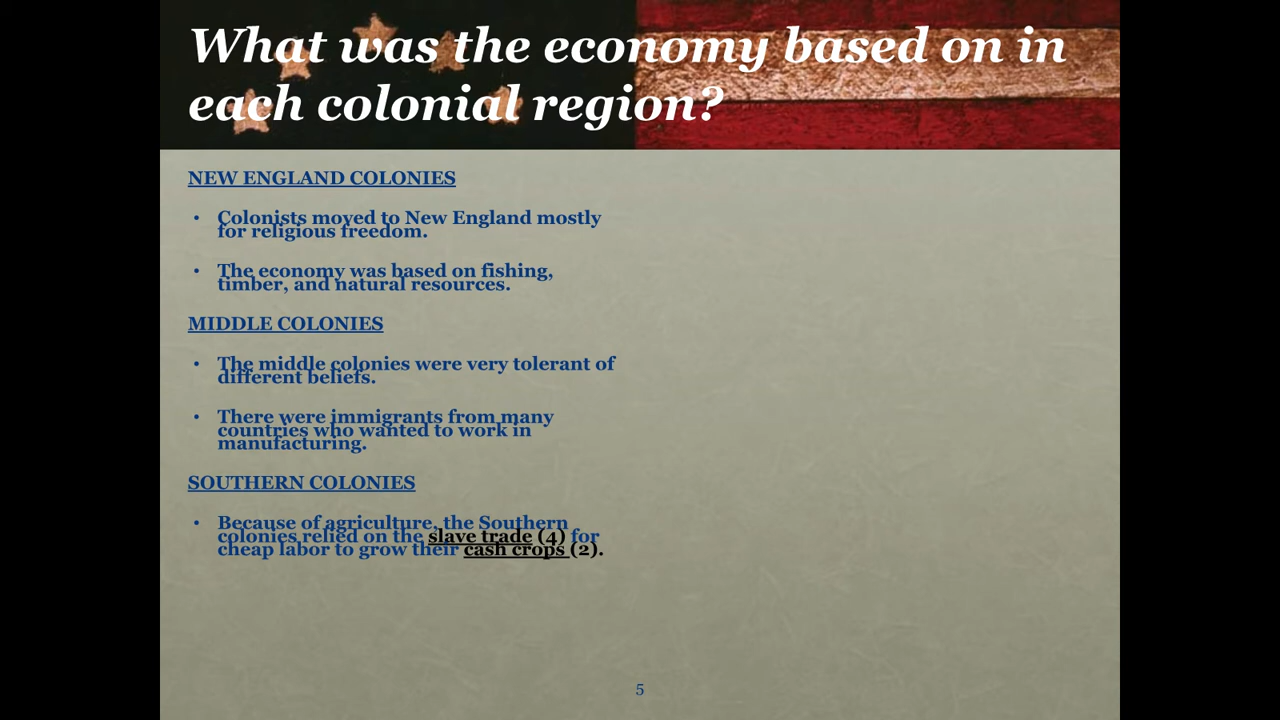 What was the economy based on in
each colonial region?
NEW ENGLAND COLONIES
• Colonists moved to New England mostly
for religious freedom.
• The economy was based on fishing,
timber, and natural resources.
MIDDLE COLONIES
• The middle colonies were very tolerant of
different beliefs.
• There were immigrants from many
countries who wanted to work in
manufacturing.
SOUTHERN COLONIES
• Because of agriculture, the Southern
colonies relied on the slave trade (4) for
cheap labor to grow their cash crops (2).
5